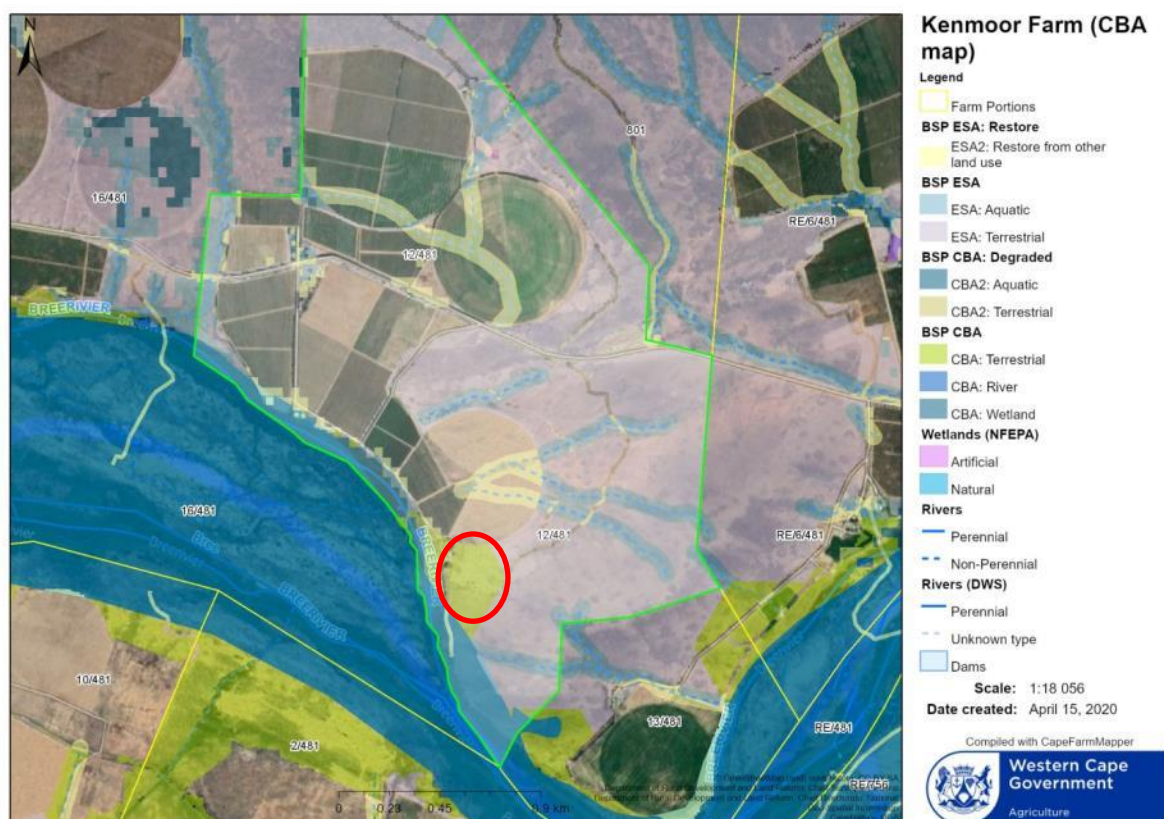 N
801
16/481
RE/6/481
12/481
BREERIVIER
16/481
RE/6/481
12/481
BREERIVIER
Bree
BREERIVIER
10/481
13/481
RE/481
2/481
RE/456
0 0.23 0.45 0.9 km
Kenmoor Farm (CBA
map)
Legend
Farm Portions
BSP ESA: Restore
ESA2: Restore from other
land use
BSP ESA
ESA: Aquatic
ESA: Terrestrial
BSP CBA: Degraded
CBA2: Aquatic
CBA2: Terrestrial
BSP CBA
CBA: Terrestrial
CBA: River
CBA: Wetland
Wetlands (NFEPA)
Artificial
Natural
Rivers
Perennial
Non-Perennial
Rivers (DWS)
Perennial
Unknown type
Dams
Scale: 1:18 056
Date created: April 15, 2020
Compiled with CapeFarmMapper
Western Cape
Government
Agriculture